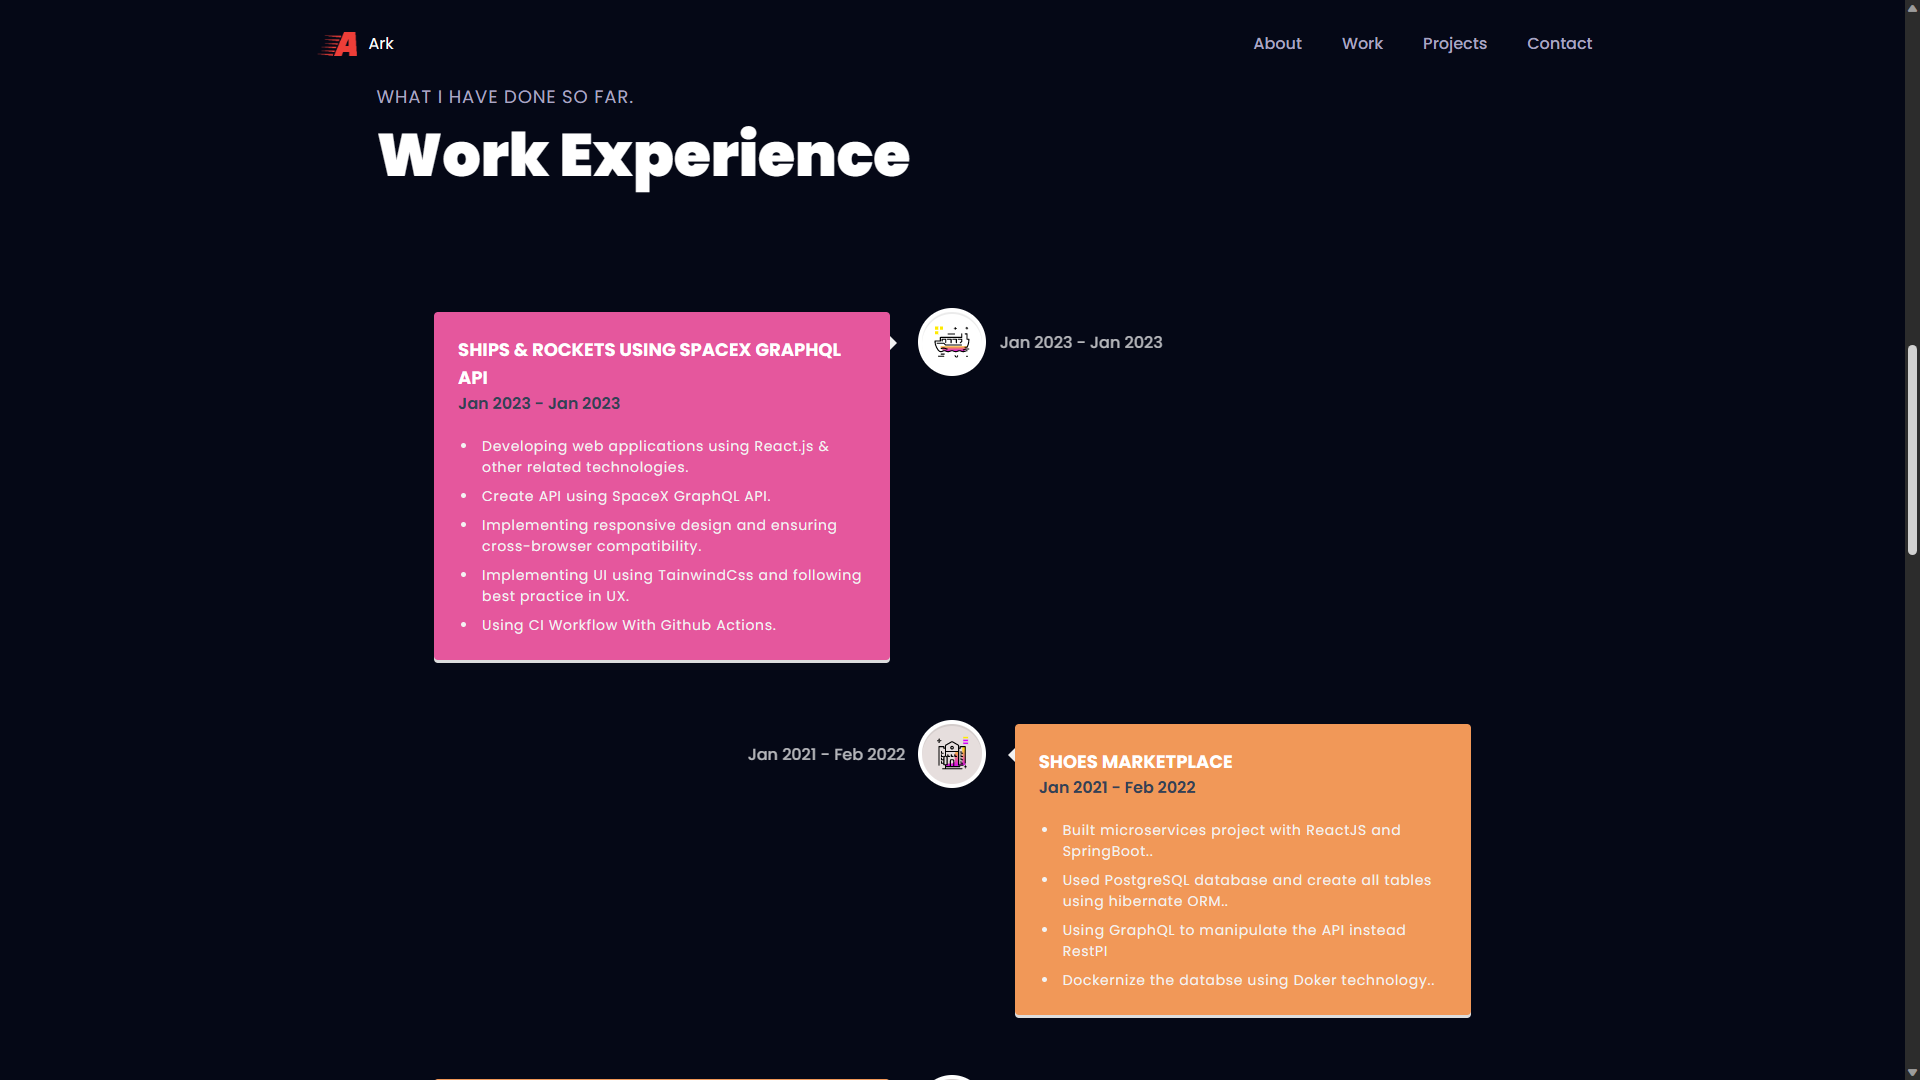 Ark
About
Work
Projects
Contact
WHAT I HAVE DONE SO FAR.
Work Experience
SHIPS & ROCKETS USING SPACEX GRAPHQL
API
Jan 2023 - Jan 2023
Developing web applications using React.js &
other related technologies.
Create API using SpaceX GraphQL API.
Implementing responsive design and ensuring
cross-browser compatibility.
Implementing UI using TainwindCss and following
best practice in UX.
Using CI Workflow With Github Actions.
Jan 2023 - Jan 2023
Jan 2021 - Feb 2022
SHOES MARKETPLACE
Jan 2021 - Feb 2022
Built microservices project with ReactJS and
SpringBoot..
Used PostgreSQL database and create all tables
using hibernate ORM..
Using GraphQL to manipulate the API instead
RestPI
Dockernize the databse using Doker technology..